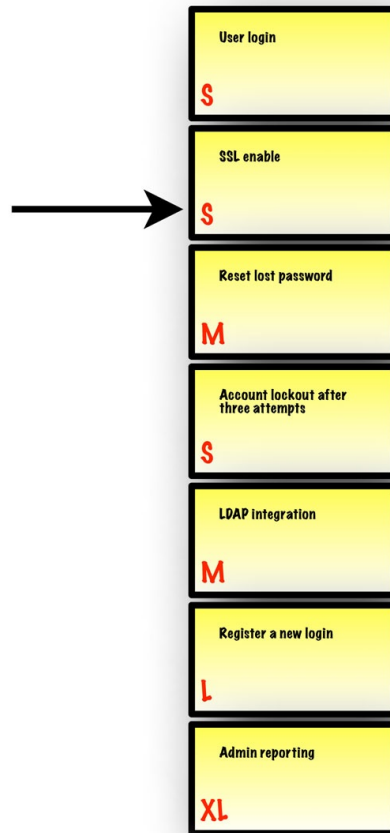 User login
S
SSL enable
S
Reset lost password
M
Account lockout after
three attempts
S
LDAP integration
M
Register a new login
L
Admin reporting
XL